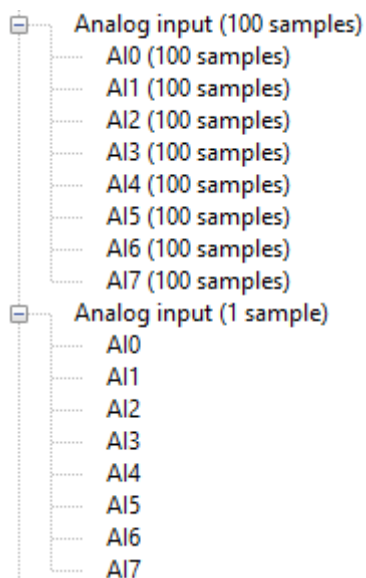 Analog input (100 samples)
AI0 (100 samples)
AI1 (100 samples)
AI2 (100 samples)
AI3 (100 samples)
AI4 (100 samples)
AI5 (100 samples)
AI6 (100 samples)
AI7 (100 samples)
Analog input (1 sample)
AI0
AI1
AI2
AI3
AI4
AI5
AI6
AI7